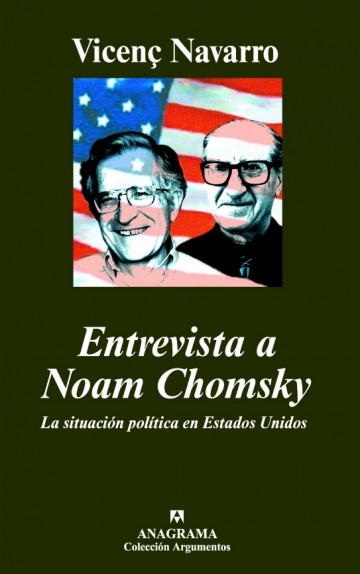 Vicenç Navarro
Entrevista a
Noam Chomsky
La situación política en Estados Unidos
ANAGRAMA
Colección Argumentos